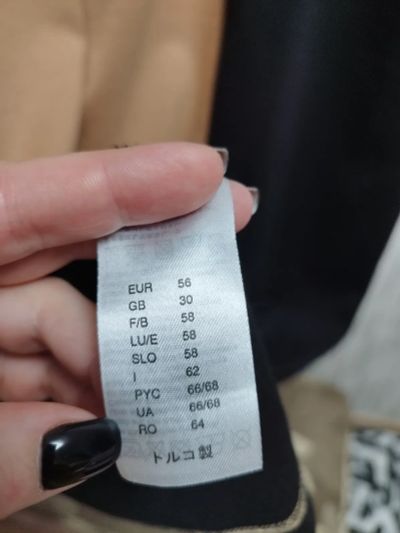 EUR 56
GB 30
F/B 58
LU/E 58
SLO 58
I 62
PYC 66/68
UA 66/68
RO 64
トルコ製